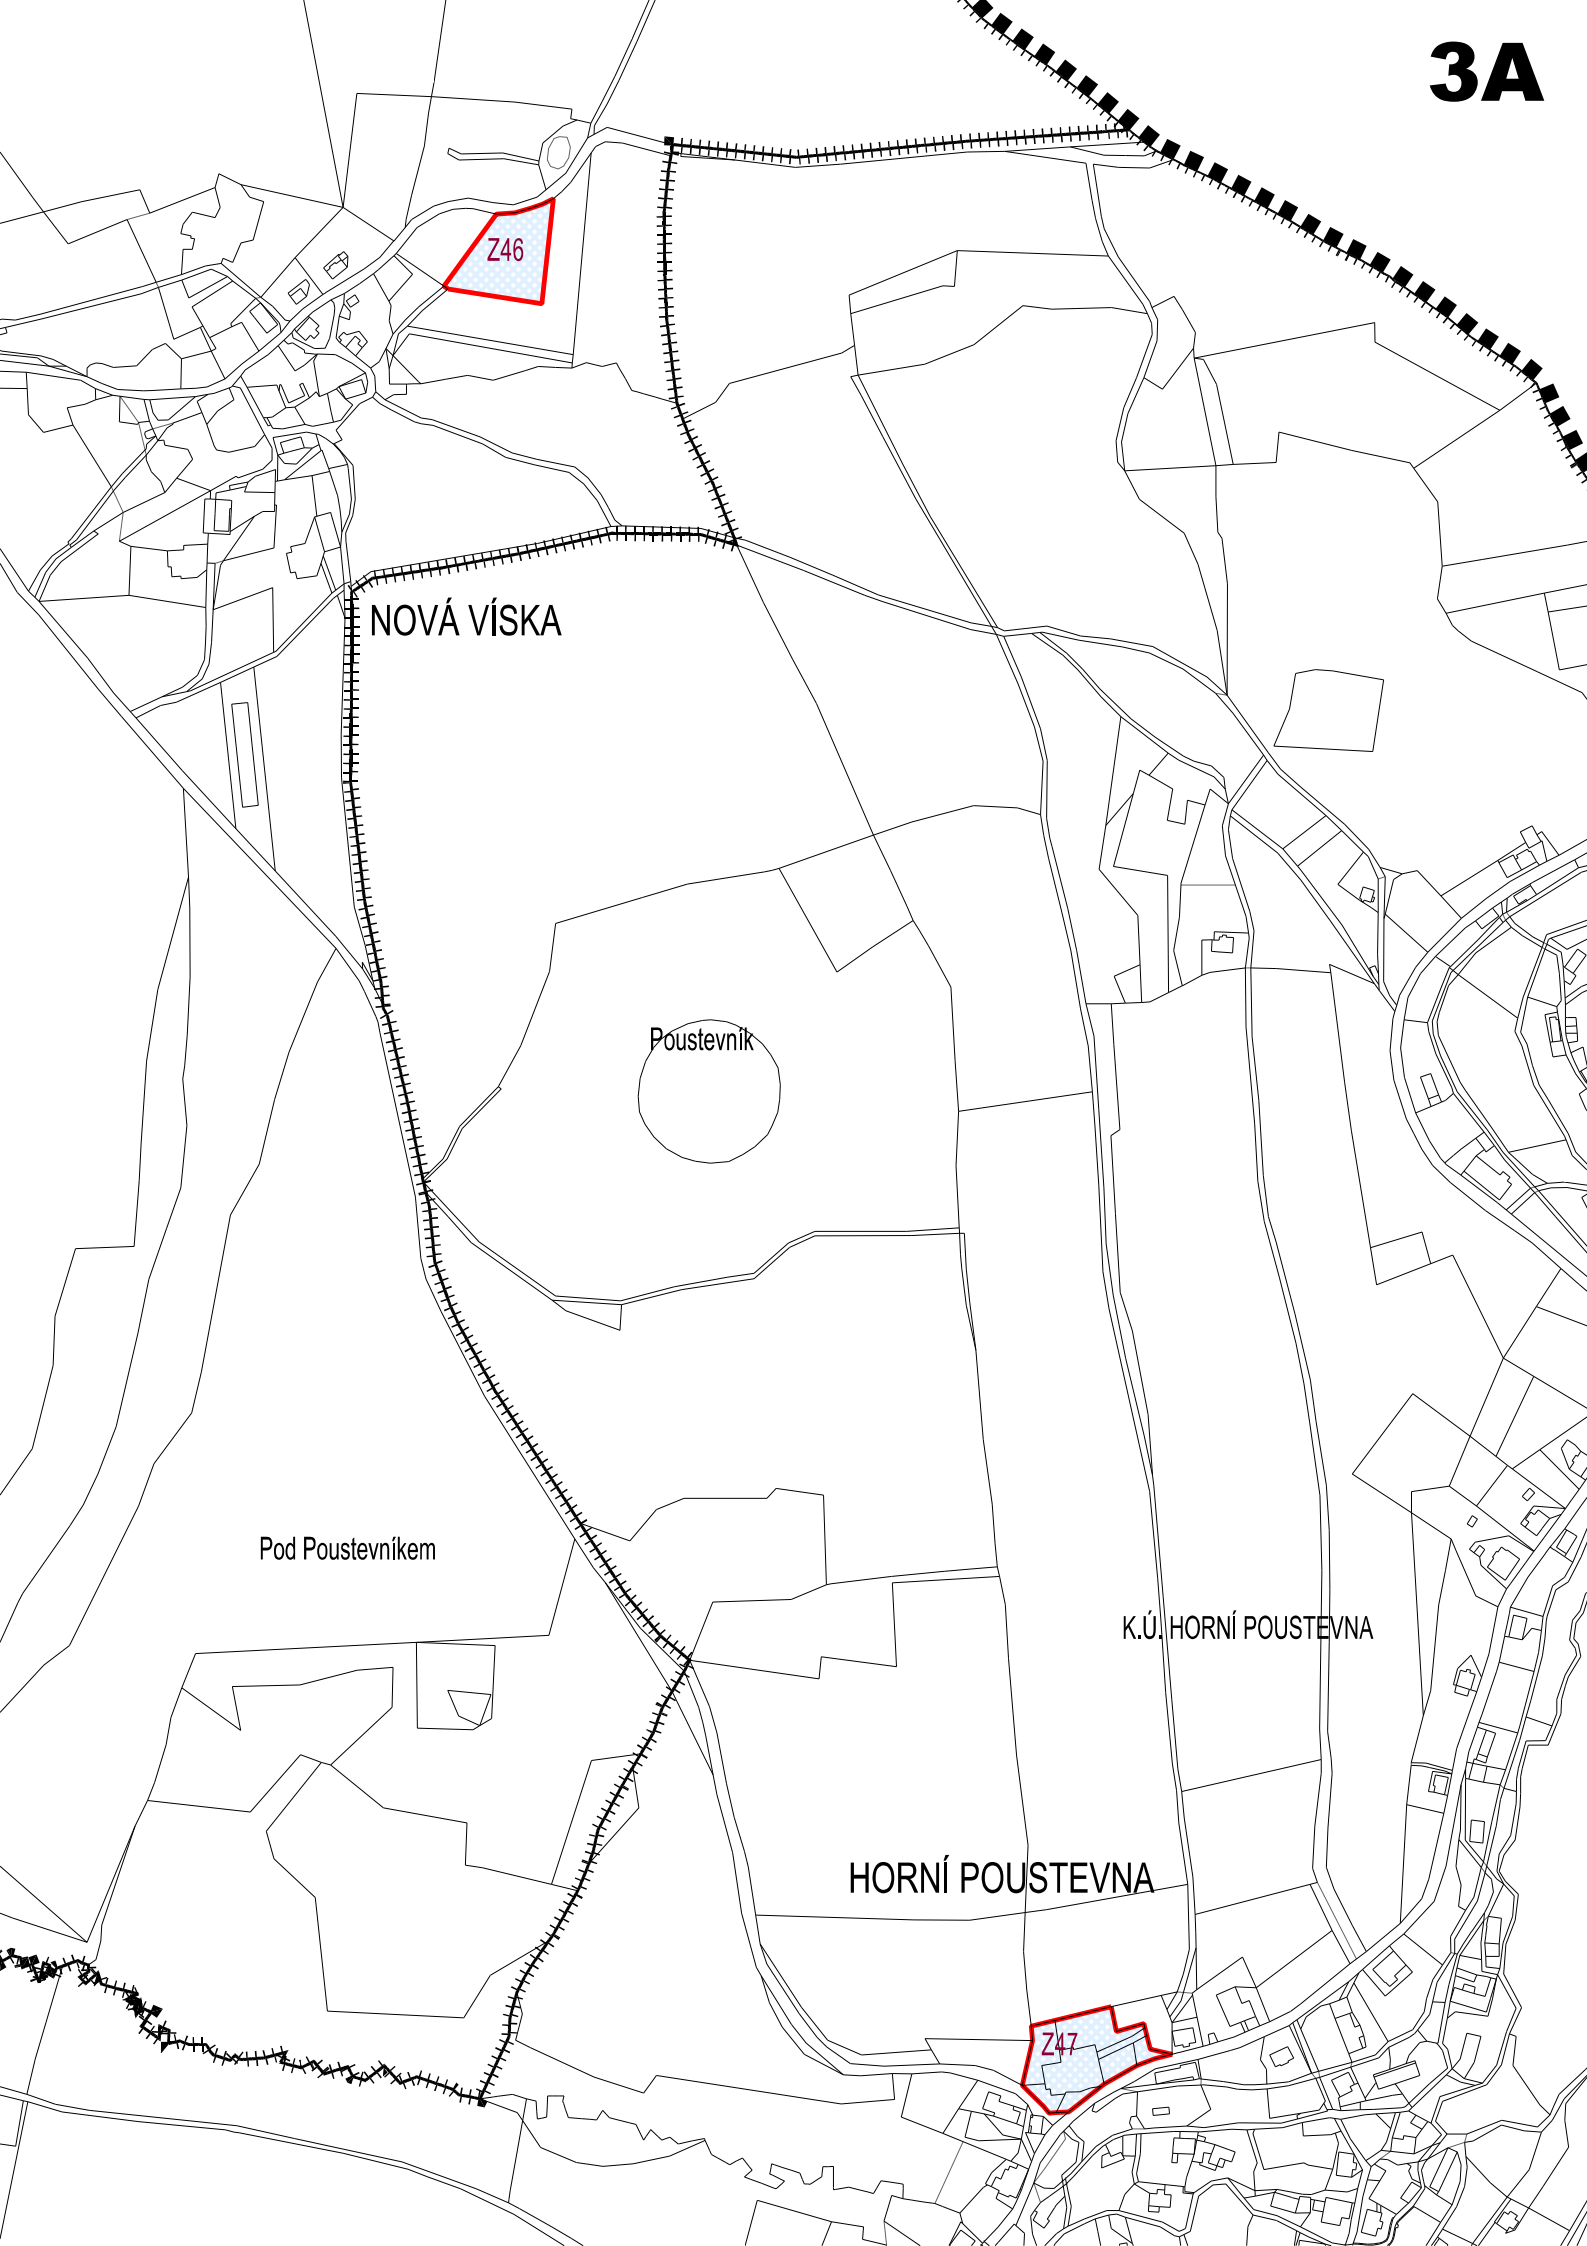 3A
Z46
NOVÁ VÍSKA
Poustevník
Pod Poustevníkem
K.Ú. HORNÍ POUSTEVNA
HORNÍ POUSTEVNA
Z47